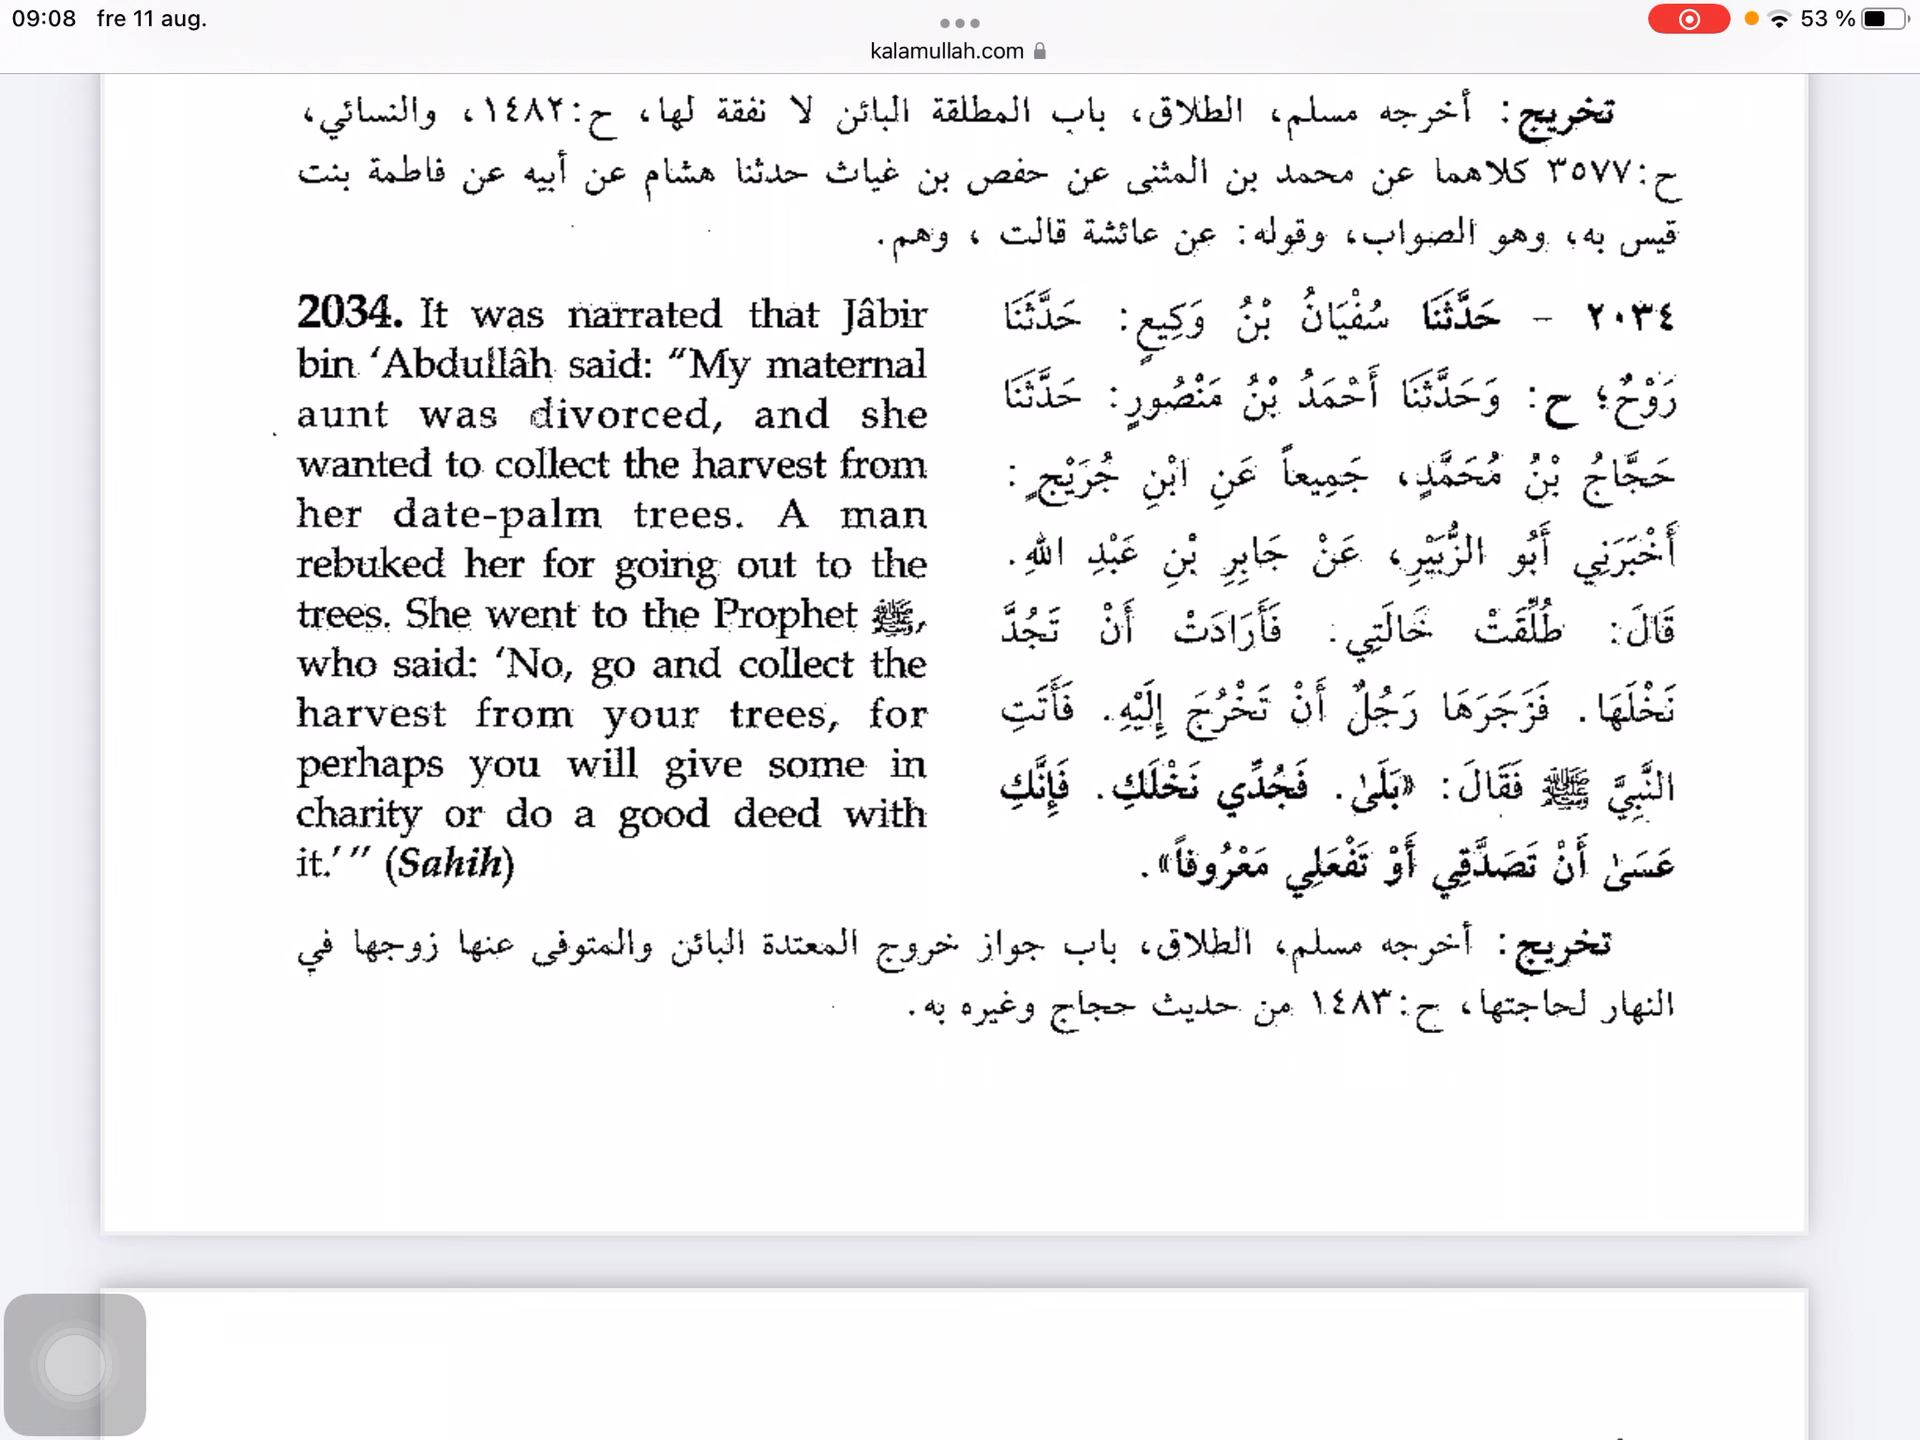 09:08 fre 11 aug.
53 %
kalamullah.com
تخريج: أخرجه مسلم، الطلاق، باب المطلقة البائن لا نفقة لها، ح:١٤٨٢، والنسائي،
ح:٣٥٧٧ كلاهما عن محمد بن المثنى عن حفص بن غياث حدثنا هشام عن أبيه عن فاطمة بنت
قيس به، وهو الصواب، وقوله: عن عائشة قالت ، وهم.
2034. It was narrated that Jâbir
bin ‘Abdullâh said: “My maternal
aunt was divorced, and she
wanted to collect the harvest from
her date-palm trees. A man
rebuked her for going out to the
trees. She went to the Prophet ﷺ,
who said: ‘No, go and collect the
harvest from your trees, for
perhaps you will give some in
charity or do a good deed with
it.’” (Sahih)
٢٠٣٤ – حَدَّثَنَا سُفْيَانُ بْنُ وَكِيعٍ: حَدَّثَنَا
رَوْحٌ؛ ح: وَحَدَّثَنَا أَحْمَدُ بْنُ مَنْصُورٍ: حَدَّثَنَا
حَجَّاجُ بْنُ مُحَمَّدٍ، جَمِيعاً عَنِ ابْنِ جُرَيْجٍ:
أَخْبَرَنِي أَبُو الزُّبَيْرِ، عَنْ جَابِرِ بْنِ عَبْدِ اللهِ.
قَالَ: طُلِّقَتْ خَالَتِي. فَأَرَادَتْ أَنْ تَجُدَّ
نَخْلَهَا. فَزَجَرَهَا رَجُلٌ أَنْ تَخْرُجَ إِلَيْهِ. فَأَتَتِ
النَّبِيَّ ﷺ فَقَالَ: «بَلَىٰ. فَجُدِّي نَخْلَكِ. فَإِنَّكِ
عَسَىٰ أَنْ تَصَدَّقِي أَوْ تَفْعَلِي مَعْرُوفاً».
تخريج: أخرجه مسلم، الطلاق، باب جواز خروج المعتدة البائن والمتوفى عنها زوجها في
النهار لحاجتها، ح:١٤٨٣ من حديث حجاج وغيره به.